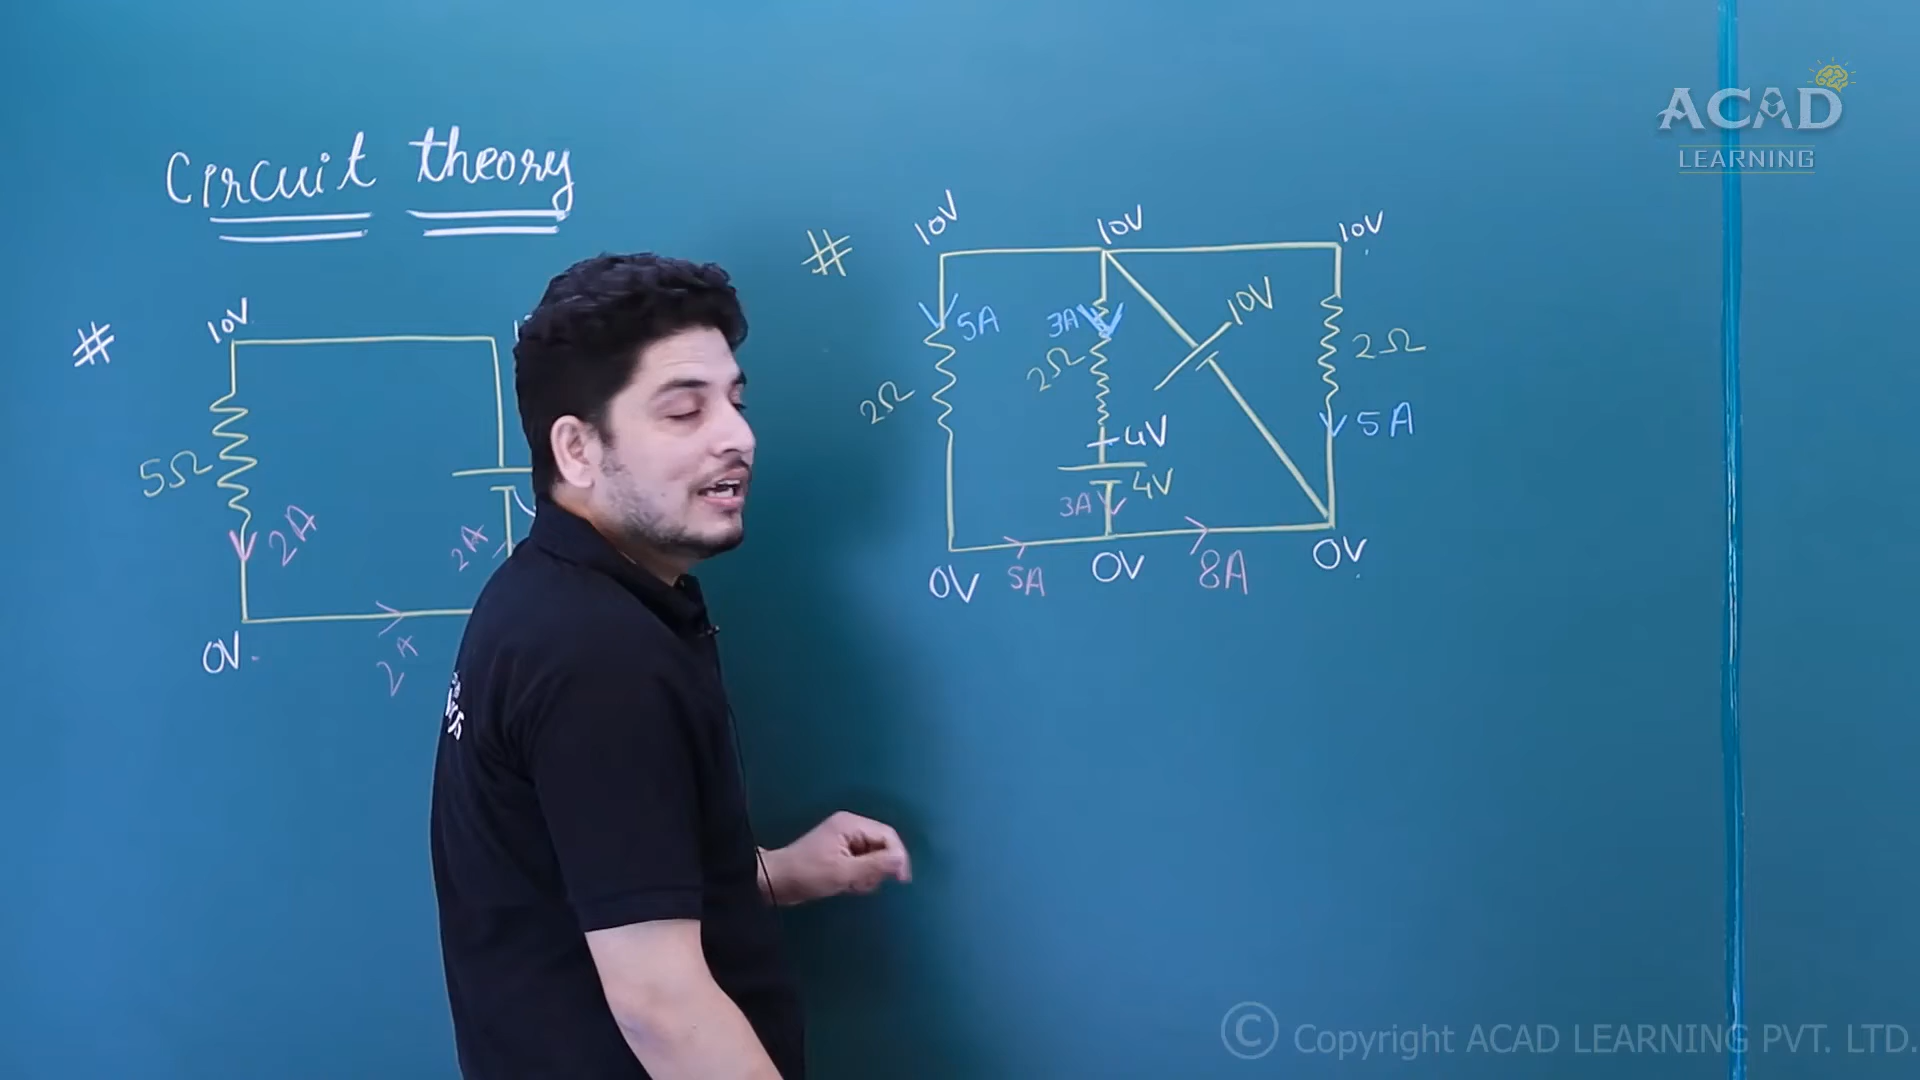 ACAD
LEARNING
Circuit theory
#
10V
5Ω
2A
2A
2A
0V.
#
10V
10V
10V
5A
3A
10V
2Ω
2Ω
2Ω
4V
5A
4V
3A
0V
5A
0V
8A
0V
© Copyright ACAD LEARNING PVT. LTD.